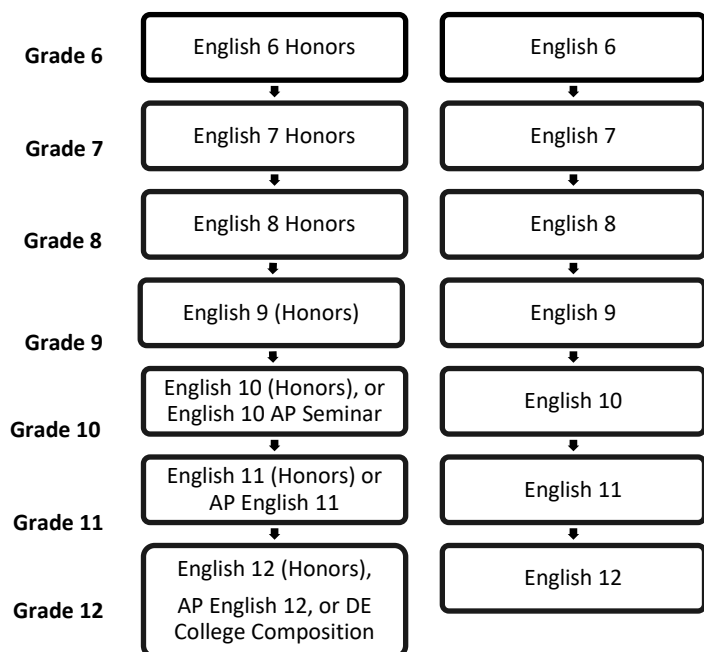 Grade 6
English 6 Honors
English 6
Grade 7
English 7 Honors
English 7
Grade 8
English 8 Honors
English 8
Grade 9
English 9 (Honors)
English 9
Grade 10
English 10 (Honors), or
English 10 AP Seminar
English 10
Grade 11
English 11 (Honors) or
AP English 11
English 11
Grade 12
English 12 (Honors),
AP English 12, or DE
College Composition
English 12